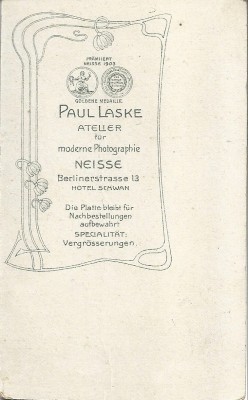 PRÄMIIERT
NEISSE 1903
GOLDENE MEDAILLE.
PAUL LASKE
ATELIER
für
moderne Photographie
NEISSE
Berlinerstrasse 13
HOTEL SCHWAN
Die Platte bleibt für
Nachbestellungen
aufbewahrt
SPECIALITÄT:
Vergrösserungen.